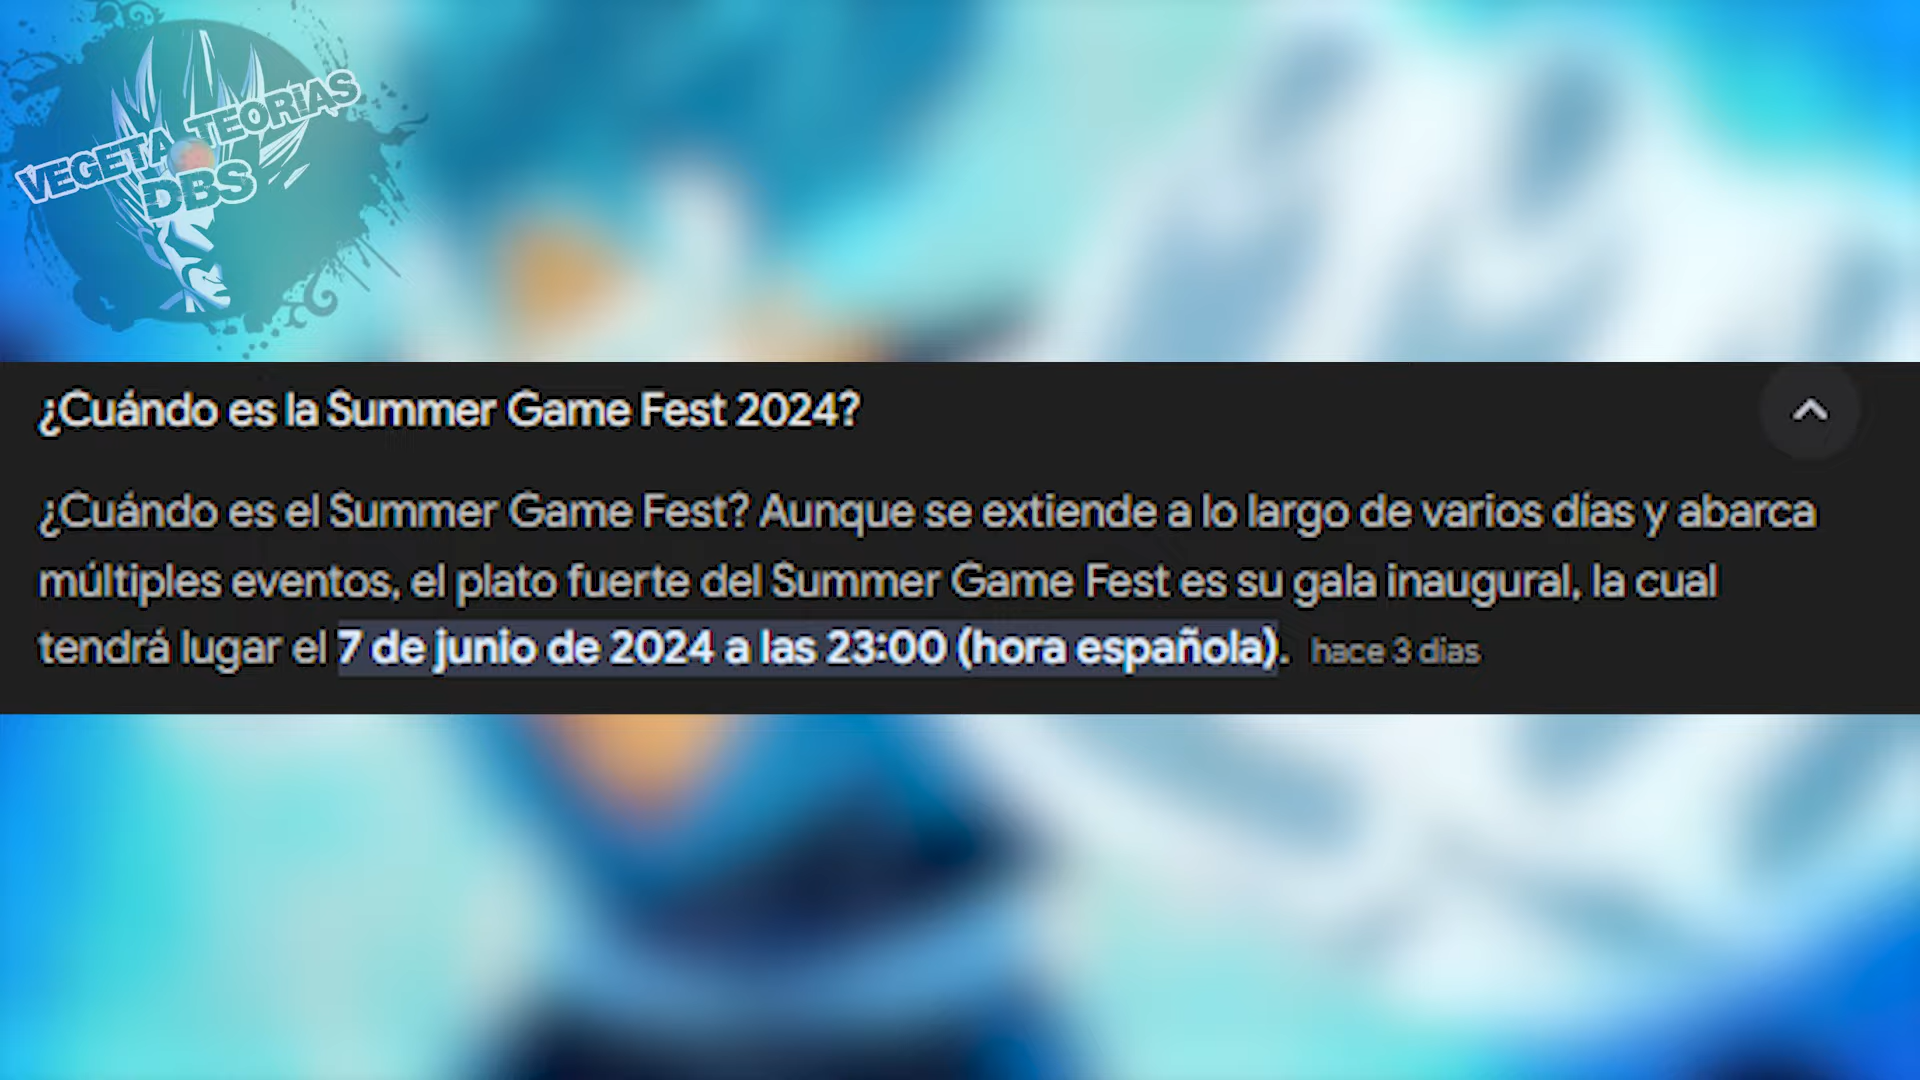 VEGETA TEORIAS
DBS
¿Cuándo es la Summer Game Fest 2024?
¿Cuándo es el Summer Game Fest? Aunque se extiende a lo largo de varios días y abarca
múltiples eventos, el plato fuerte del Summer Game Fest es su gala inaugural, la cual
tendrá lugar el 7 de junio de 2024 a las 23:00 (hora española). hace 3 dias